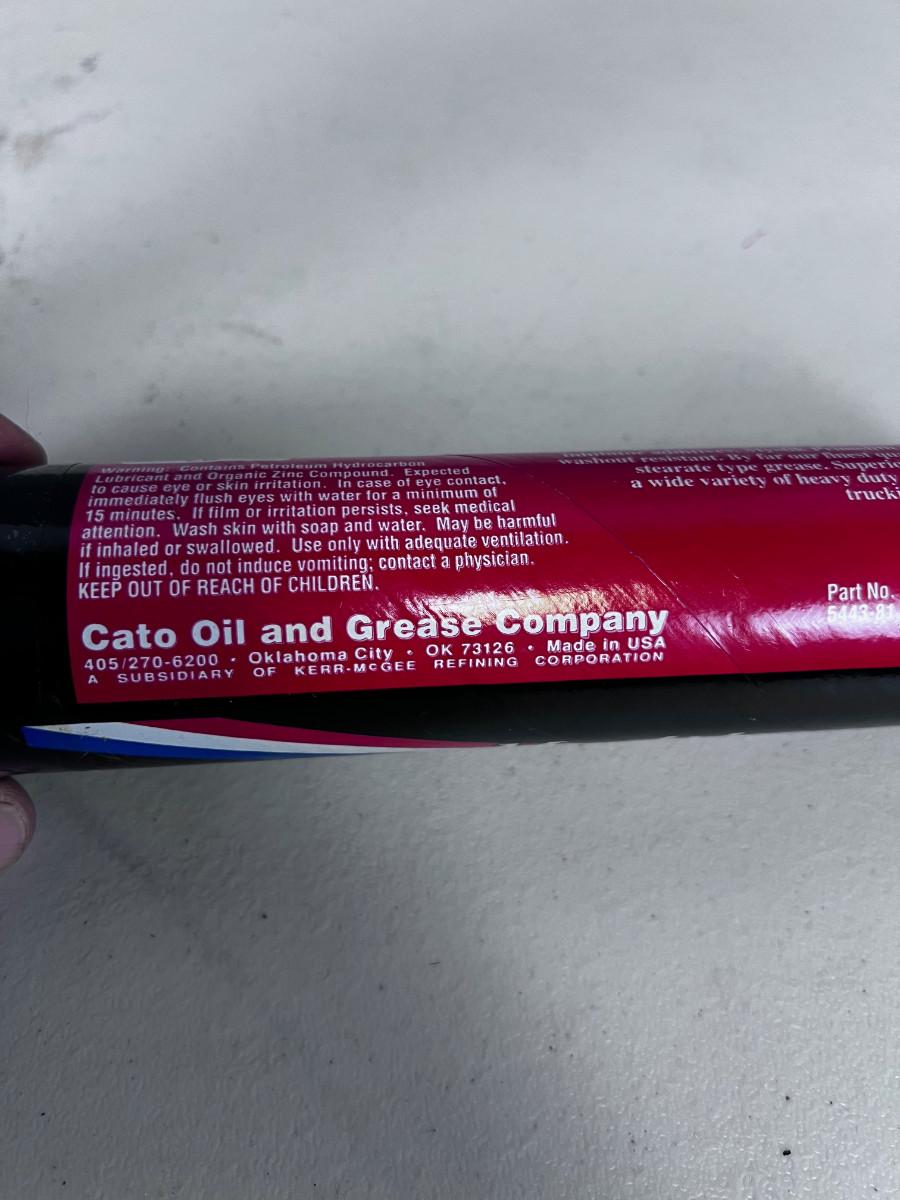 Warning: Contains Petroleum Hydrocarbon
Lubricant and Organic Zinc Compound. Expected
to cause eye or skin irritation. In case of eye contact,
immediately flush eyes with water for a minimum of
15 minutes. If film or irritation persists, seek medical
attention. Wash skin with soap and water. May be harmful
if inhaled or swallowed. Use only with adequate ventilation.
If ingested, do not induce vomiting; contact a physician.
KEEP OUT OF REACH OF CHILDREN.
Cato Oil and Grease Company
405/270-6200 • Oklahoma City • OK 73126 • Made in USA
A SUBSIDIARY OF KERR-McGEE REFINING CORPORATION
washout resistant. By far our finest
stearate type grease.
a wide variety of heavy duty
Part No.
5443-81